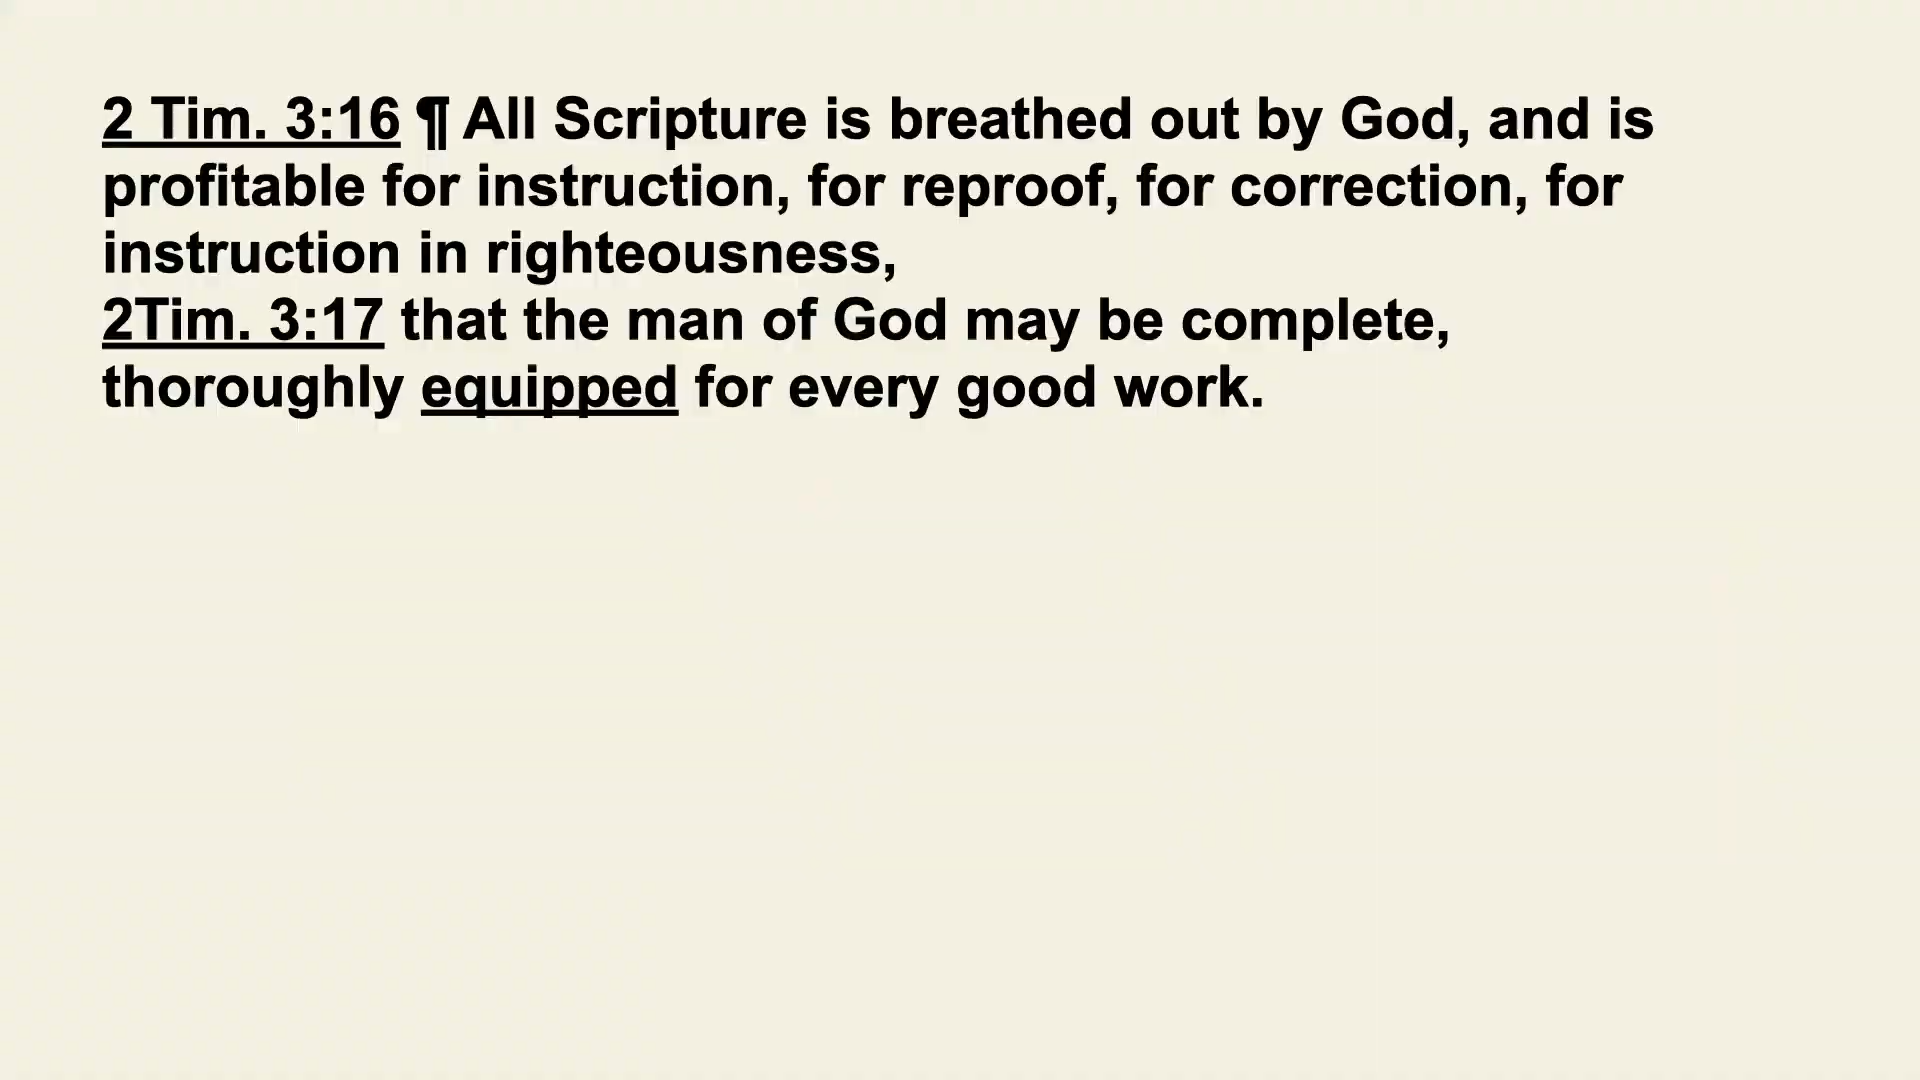 2 Tim. 3:16 ¶ All Scripture is breathed out by God, and is
profitable for instruction, for reproof, for correction, for
instruction in righteousness,
2Tim. 3:17 that the man of God may be complete,
thoroughly equipped for every good work.